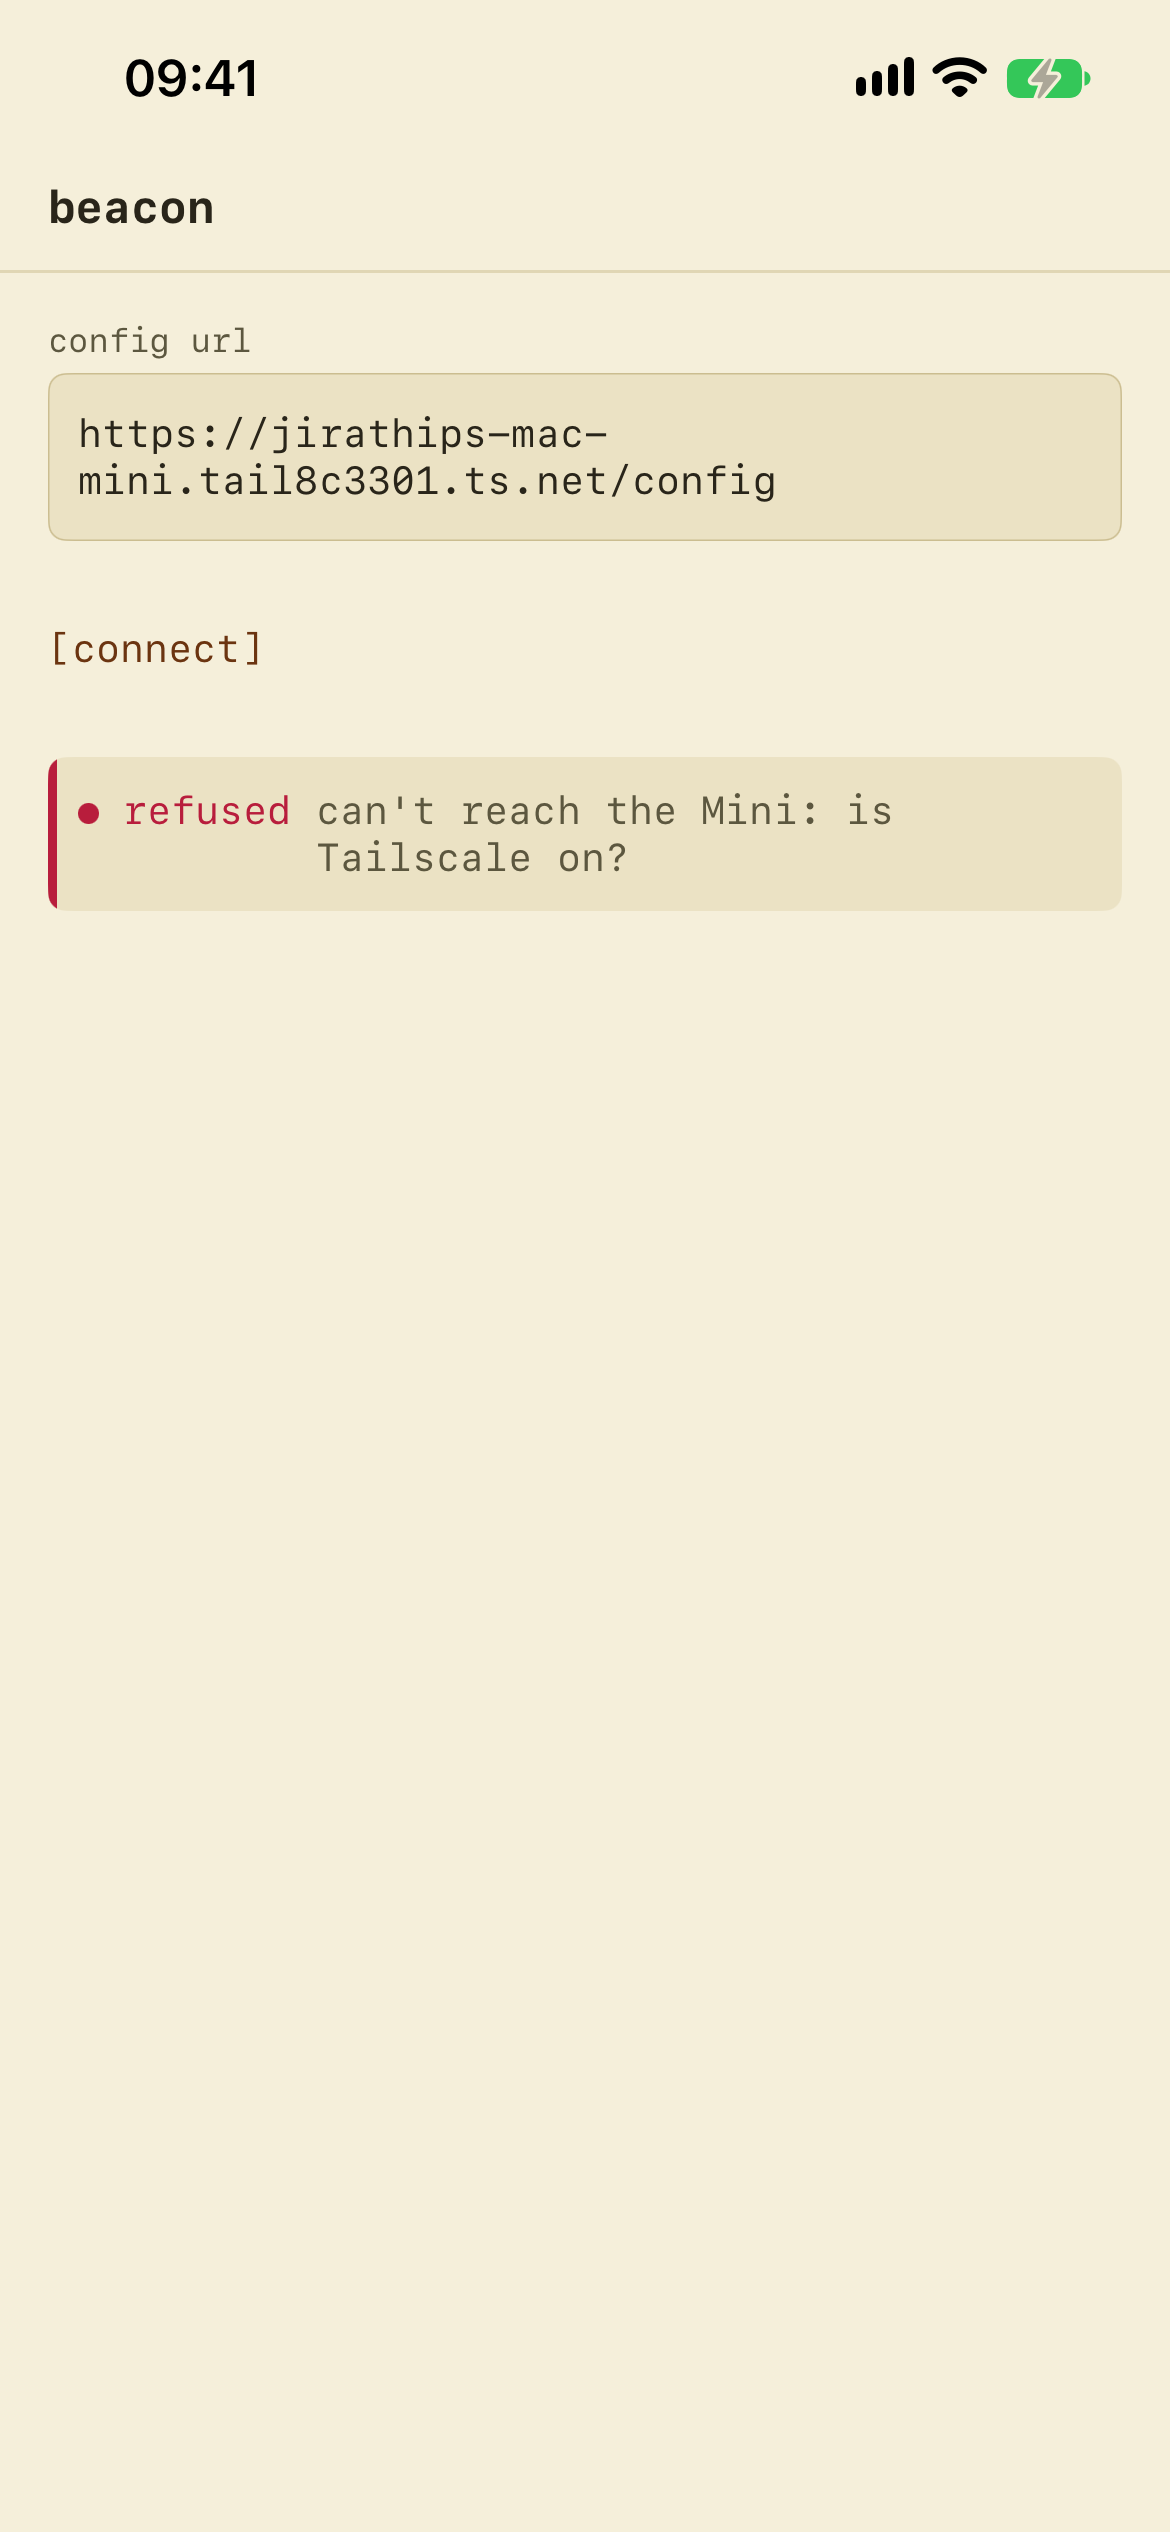 09:41
beacon
config url
https://jirathips-mac-
mini.tail8c3301.ts.net/config
[connect]
● refused can't reach the Mini: is
Tailscale on?